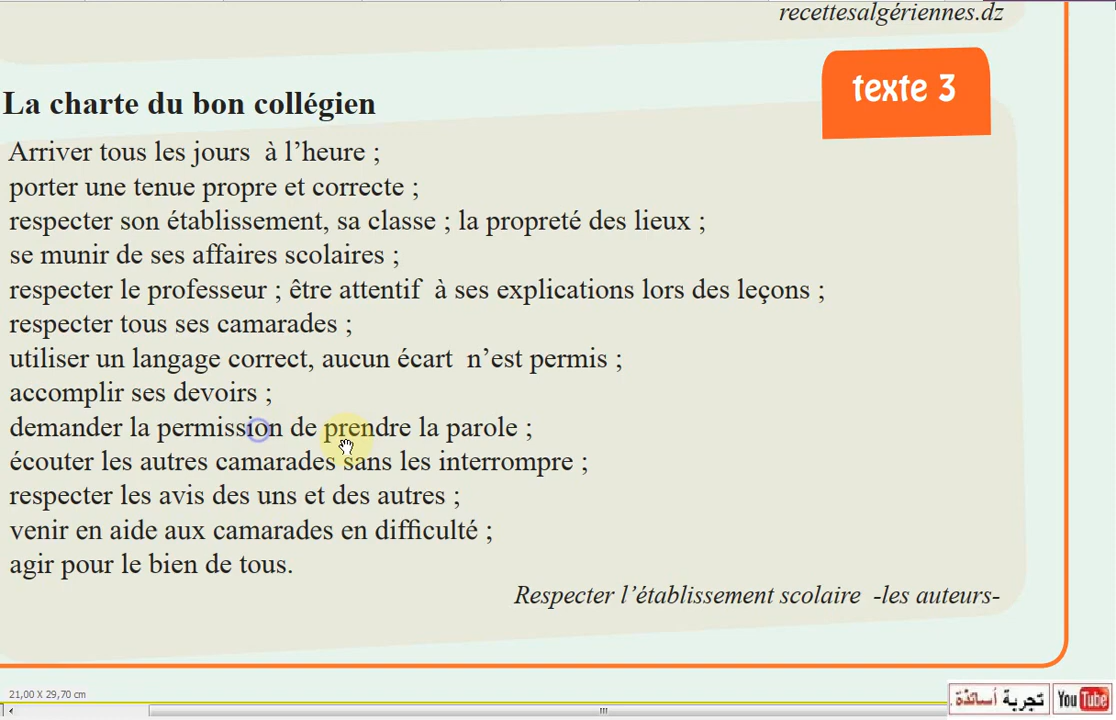 recettesalgériennes.dz
texte 3
La charte du bon collégien
Arriver tous les jours à l’heure ;
porter une tenue propre et correcte ;
respecter son établissement, sa classe ; la propreté des lieux ;
se munir de ses affaires scolaires ;
respecter le professeur ; être attentif à ses explications lors des leçons ;
respecter tous ses camarades ;
utiliser un langage correct, aucun écart n’est permis ;
accomplir ses devoirs ;
demander la permission de prendre la parole ;
écouter les autres camarades sans les interrompre ;
respecter les avis des uns et des autres ;
venir en aide aux camarades en difficulté ;
agir pour le bien de tous.
Respecter l’établissement scolaire -les auteurs-
21,00 X 29,70 cm
تجربة أساتذة. You Tube